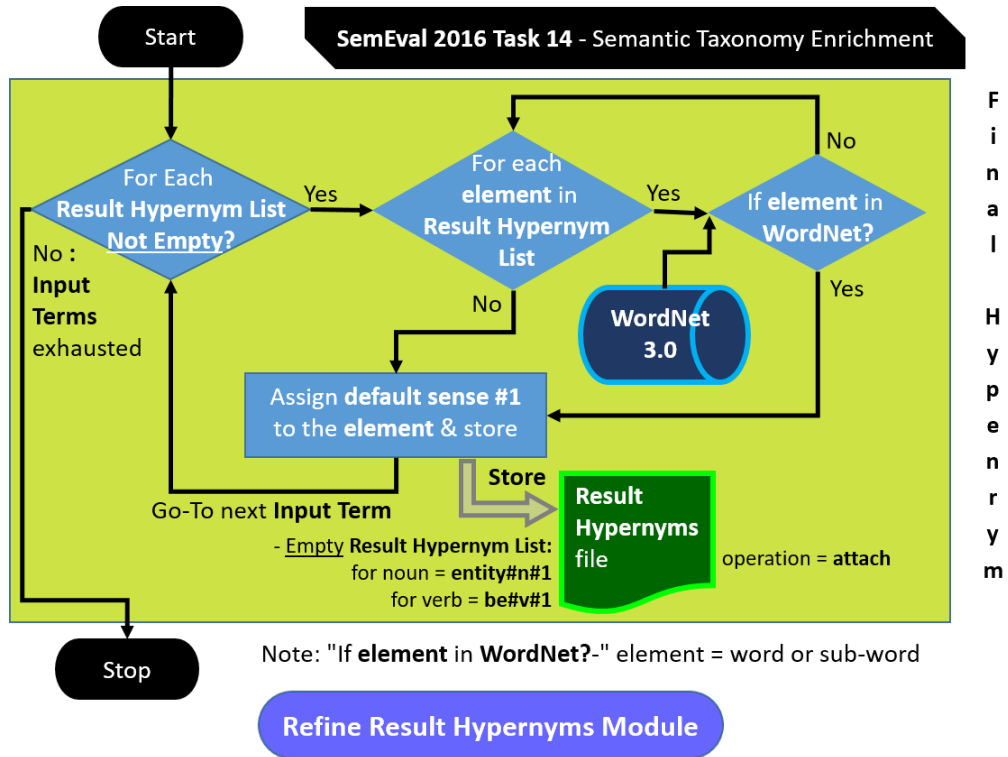 Start
SemEval 2016 Task 14 - Semantic Taxonomy Enrichment
For Each
Result Hypernym List
Not Empty?
Yes
For each
element in
Result Hypernym
List
Yes
If element in
WordNet?
No
Yes
No :
Input
Terms
exhausted
No
WordNet
3.0
Assign default sense #1
to the element & store
Go-To next Input Term
Store
Result
Hypernyms
file
- Empty Result Hypernym List:
for noun = entity#n#1
for verb = be#v#1
operation = attach
Final
Hypenrym
Stop
Note: "If element in WordNet?-" element = word or sub-word
Refine Result Hypernyms Module